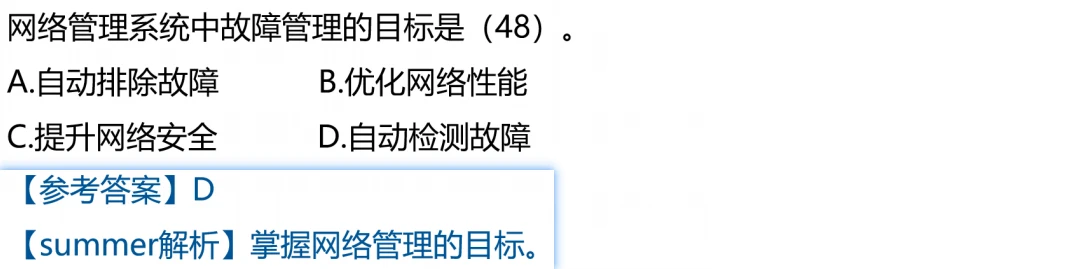 网络管理系统中故障管理的目标是（48）。
A.自动排除故障 B.优化网络性能
C.提升网络安全 D.自动检测故障
【参考答案】D
【summer解析】掌握网络管理的目标。